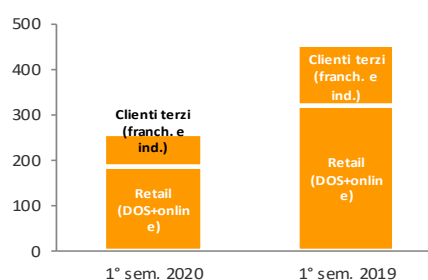 500
400
300
200
100
0
Clienti terzi
(franch. e
ind.)
Retail
(DOS+onlin
e)
Clienti terzi
(franch. e
ind.)
Retail
(DOS+onlin
e)
1° sem. 2020
1° sem. 2019